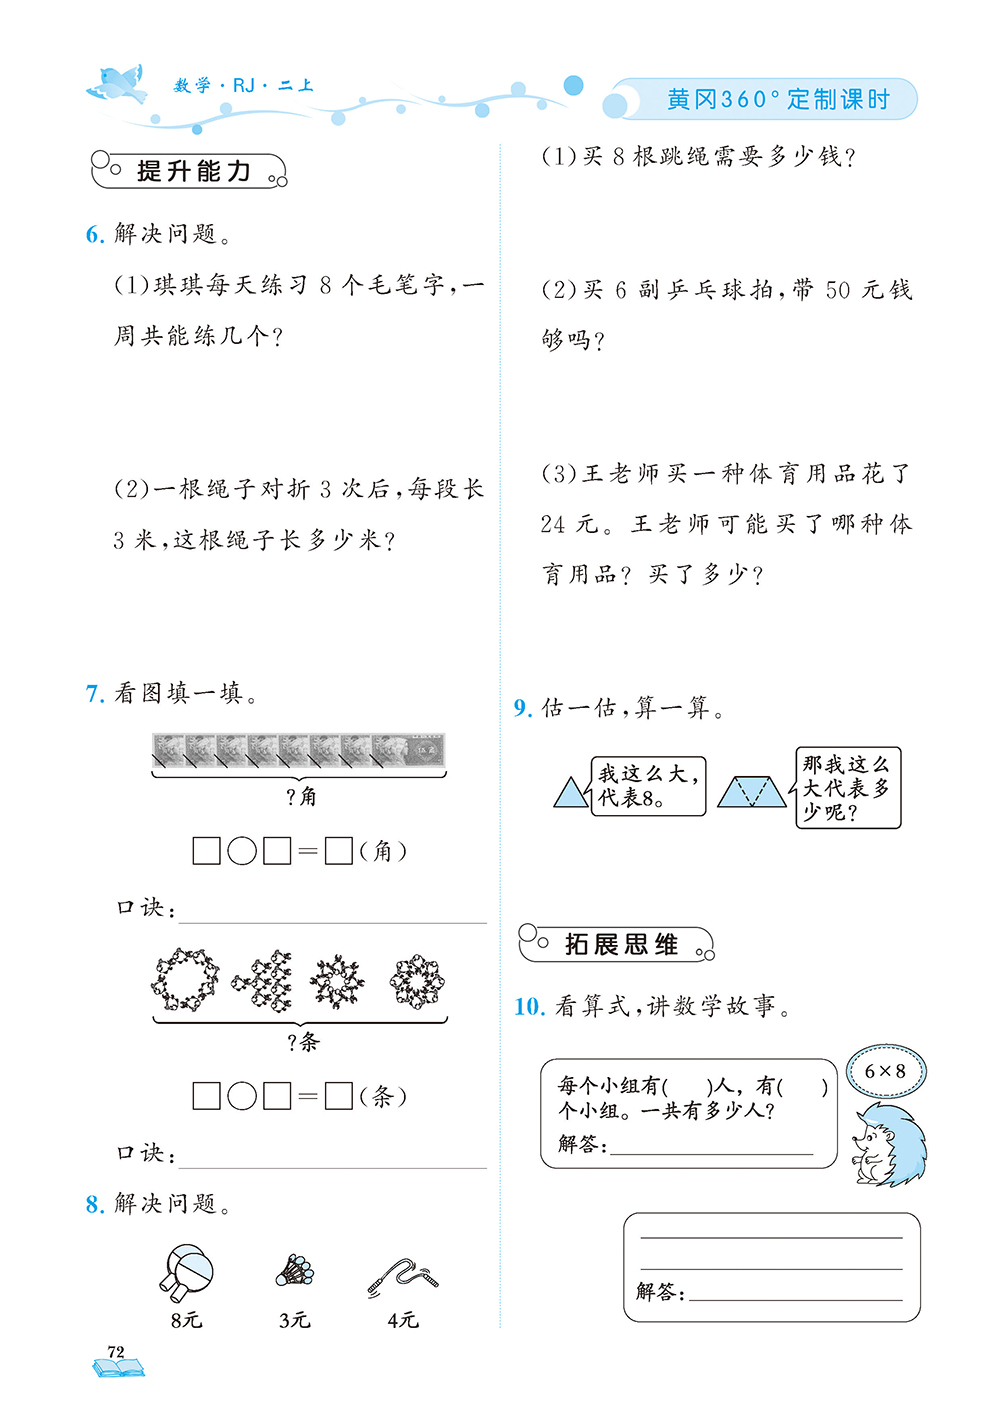 数学·RJ·二上
黄冈360°定制课时
提升能力
6. 解决问题。
(1)琪琪每天练习 8 个毛笔字,一
周共能练几个?
(2)一根绳子对折 3 次后,每段长
3 米,这根绳子长多少米?
7. 看图填一填。
?角
□○□=□(角)
口诀:
?条
□○□=□(条)
口诀:
8. 解决问题。
8元 3元 4元
72
(1)买 8 根跳绳需要多少钱?
(2)买 6 副乒乓球拍,带 50 元钱
够吗?
(3)王老师买一种体育用品花了
24 元。王老师可能买了哪种体
育用品? 买了多少?
9. 估一估,算一算。
我这么大,
代表8。
那我这么
大代表多
少呢?
拓展思维
10. 看算式,讲数学故事。
6×8
每个小组有( )人, 有( )
个小组。一共有多少人?
解答:
解答: